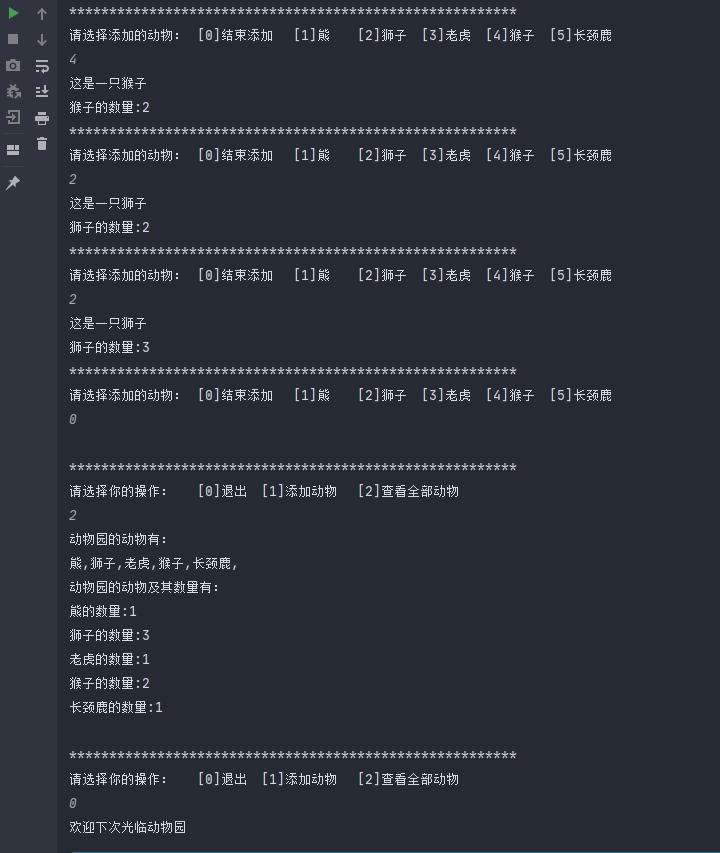 ********************************************************
请选择添加的动物： [0]结束添加 [1]熊 [2]狮子 [3]老虎 [4]猴子 [5]长颈鹿
4
这是一只猴子
猴子的数量:2
********************************************************
请选择添加的动物： [0]结束添加 [1]熊 [2]狮子 [3]老虎 [4]猴子 [5]长颈鹿
2
这是一只狮子
狮子的数量:2
********************************************************
请选择添加的动物： [0]结束添加 [1]熊 [2]狮子 [3]老虎 [4]猴子 [5]长颈鹿
2
这是一只狮子
狮子的数量:3
********************************************************
请选择添加的动物： [0]结束添加 [1]熊 [2]狮子 [3]老虎 [4]猴子 [5]长颈鹿
0
********************************************************
请选择你的操作： [0]退出 [1]添加动物 [2]查看全部动物
2
动物园的动物有：
熊,狮子,老虎,猴子,长颈鹿,
动物园的动物及其数量有：
熊的数量:1
狮子的数量:3
老虎的数量:1
猴子的数量:2
长颈鹿的数量:1
********************************************************
请选择你的操作： [0]退出 [1]添加动物 [2]查看全部动物
0
欢迎下次光临动物园